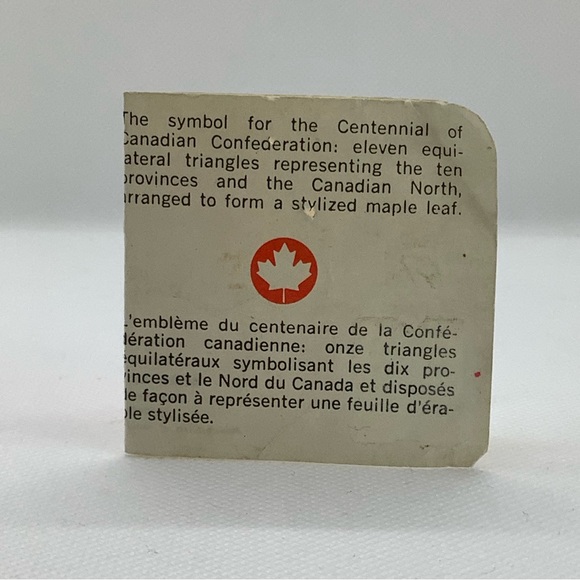 The symbol for the Centennial of
Canadian Confederation: eleven equi-
ateral triangles representing the ten
provinces and the Canadian North,
arranged to form a stylized maple leaf.
L'emblème du centenaire de la Confé-
dération canadienne: onze triangles
équilatéraux symbolisant les dix pro-
vinces et le Nord du Canada et disposés
de façon à représenter une feuille d'éra-
ble stylisée.